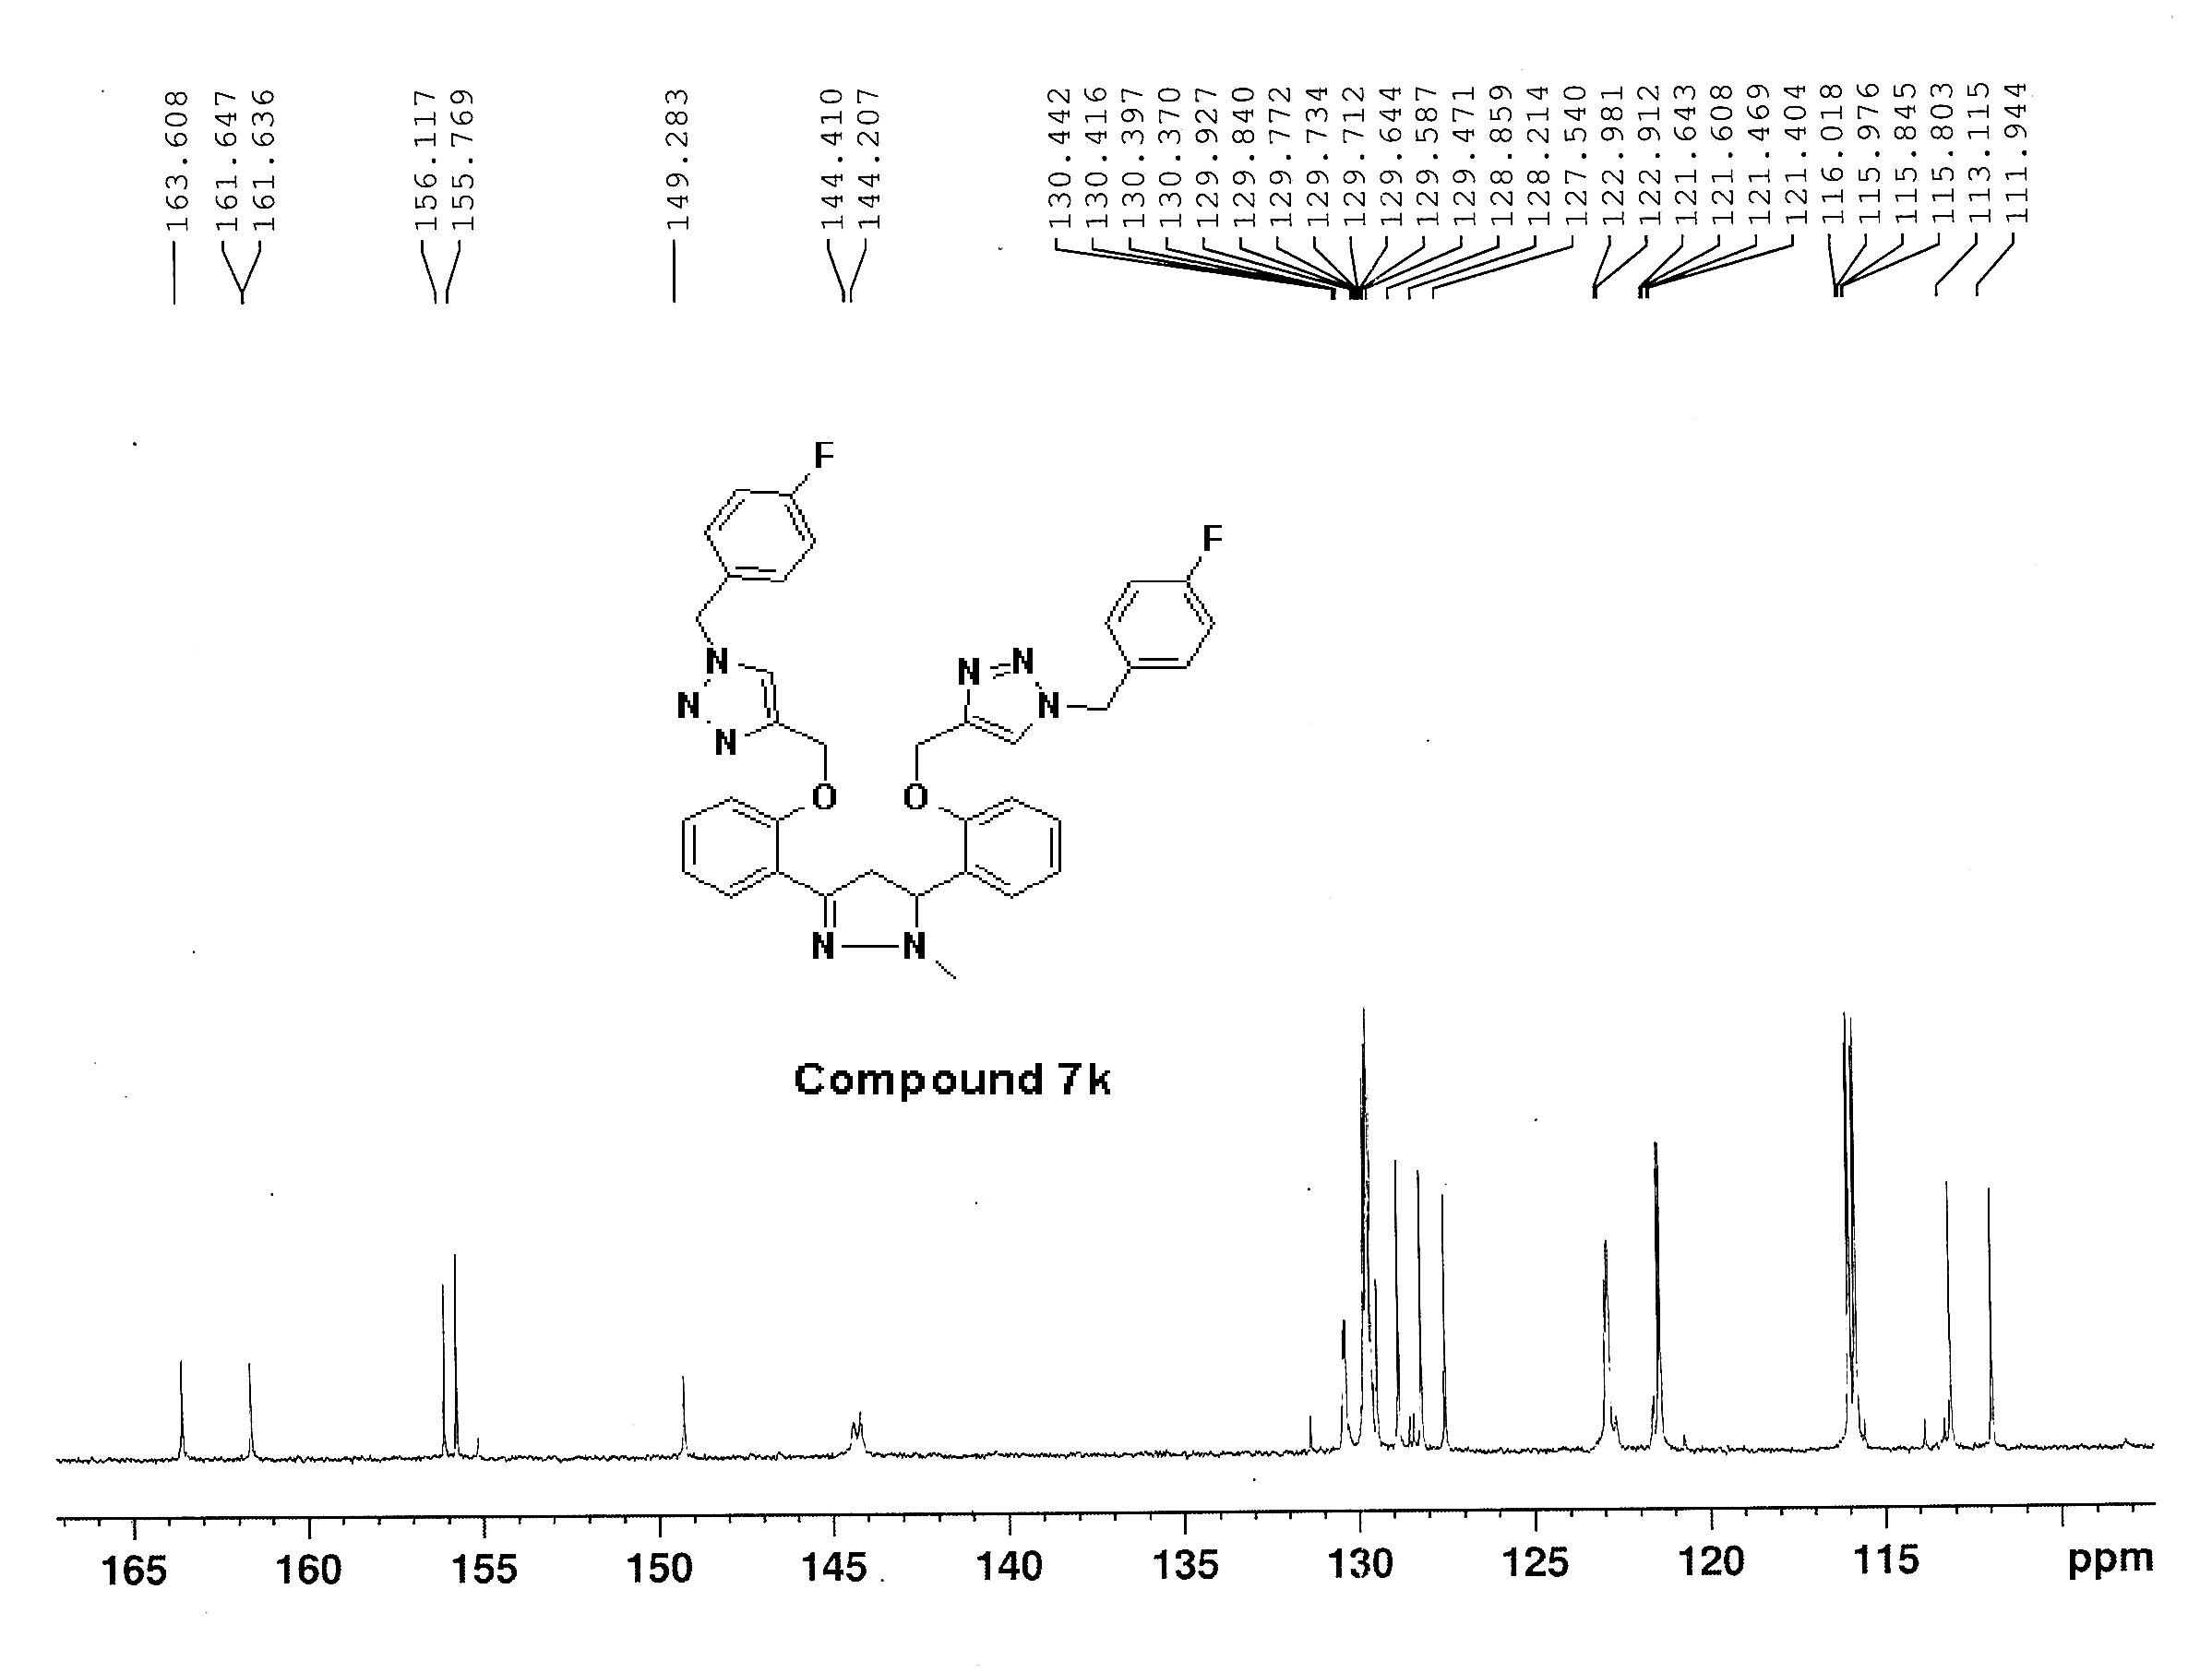 163.608
161.647
161.636
156.117
155.769
149.283
144.410
144.207
130.442
130.416
130.397
130.370
129.927
129.840
129.772
129.734
129.712
129.644
129.587
129.471
128.859
128.214
127.540
122.981
122.912
121.643
121.608
121.469
121.404
116.018
115.976
115.845
115.803
113.115
111.944
F
F
N
N
N
N
N
N
O
O
N
N
Compound 7k
165 160 155 150 145 140 135 130 125 120 115 ppm